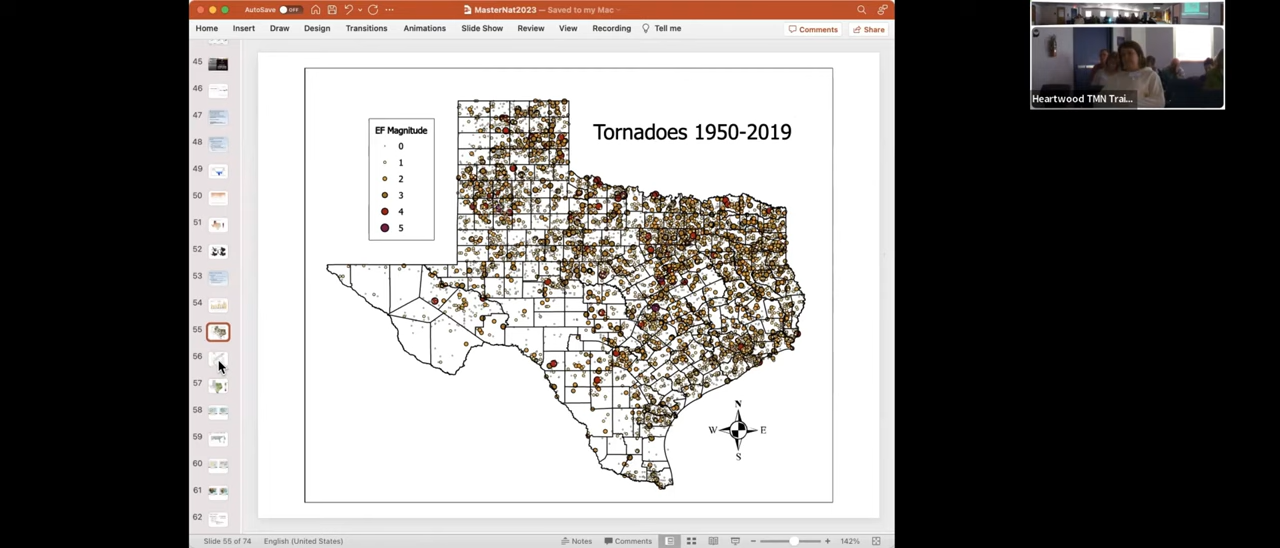 AutoSave OFF
MasterNat2023 — Saved to my Mac
Home Insert Draw Design Transitions Animations Slide Show Review View Recording Tell me
Comments Share
45
46
47
48
49
50
51
52
53
54
55
56
57
58
59
60
61
62
EF Magnitude
0
1
2
3
4
5
Tornadoes 1950-2019
N
W E
S
Slide 55 of 74 English (United States) Notes Comments 142%
Heartwood TMN Trai...